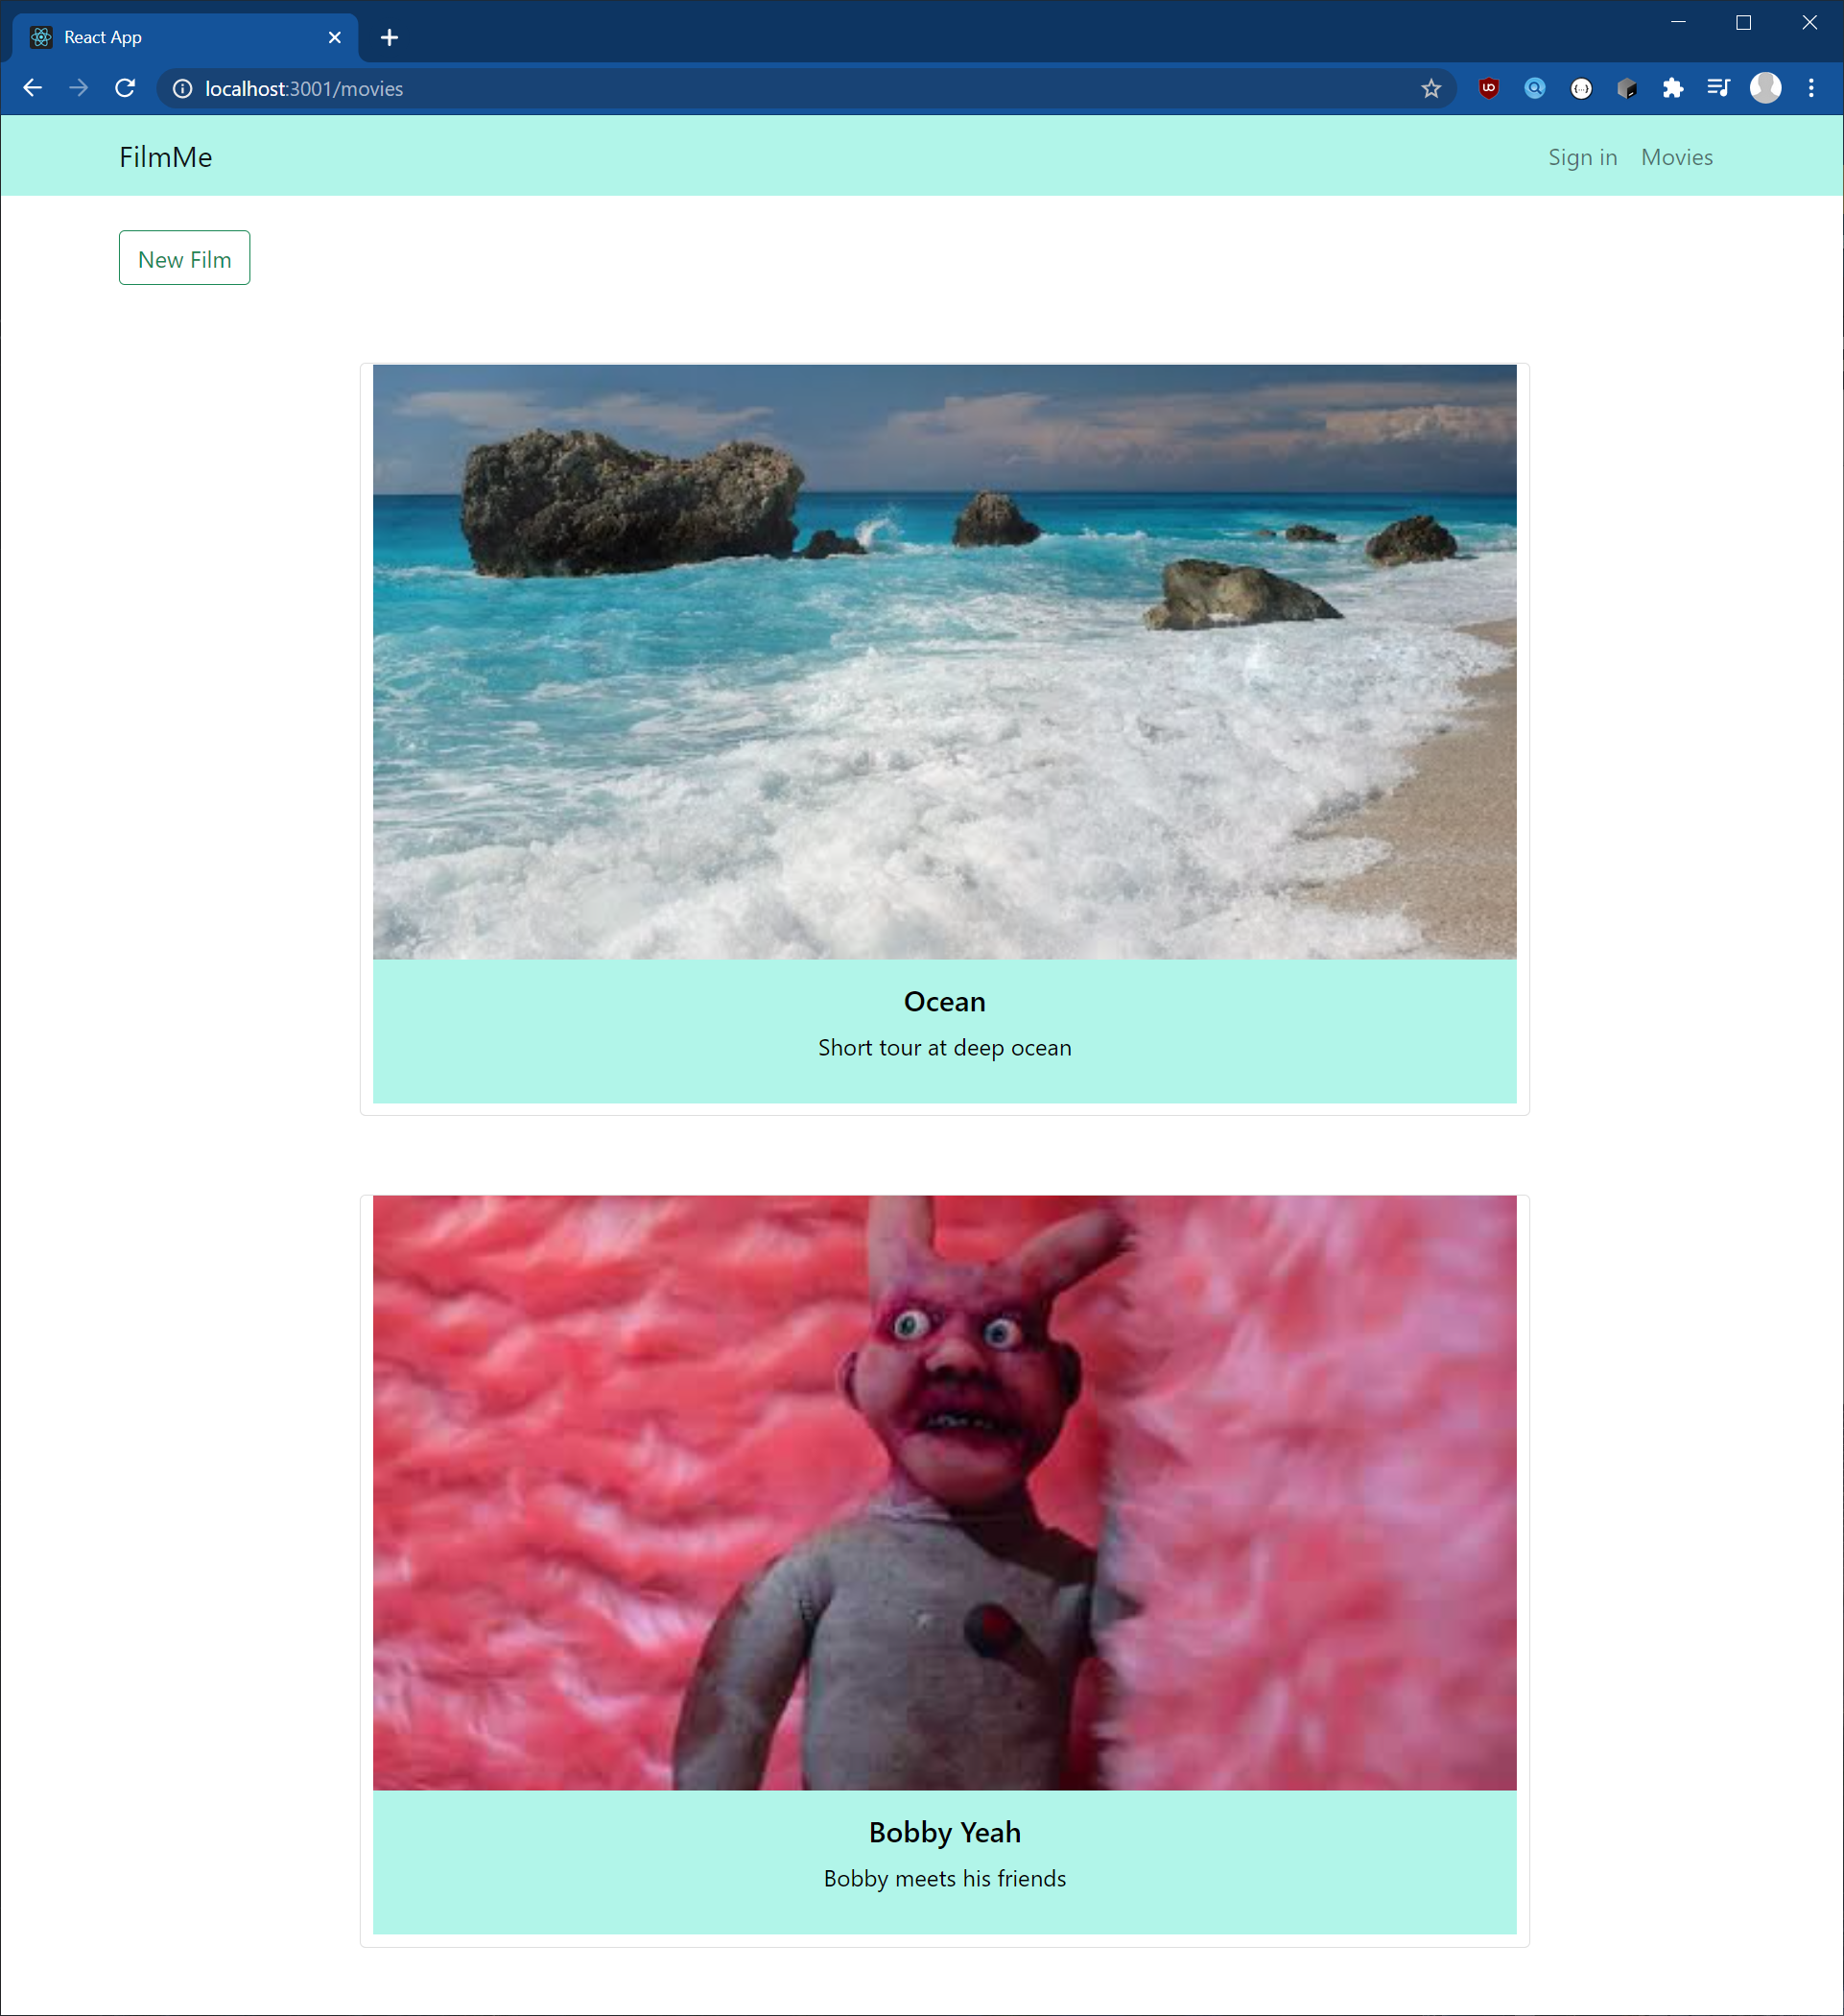 React App
localhost:3001/movies
FilmMe
Sign in Movies
New Film
Ocean
Short tour at deep ocean
Bobby Yeah
Bobby meets his friends